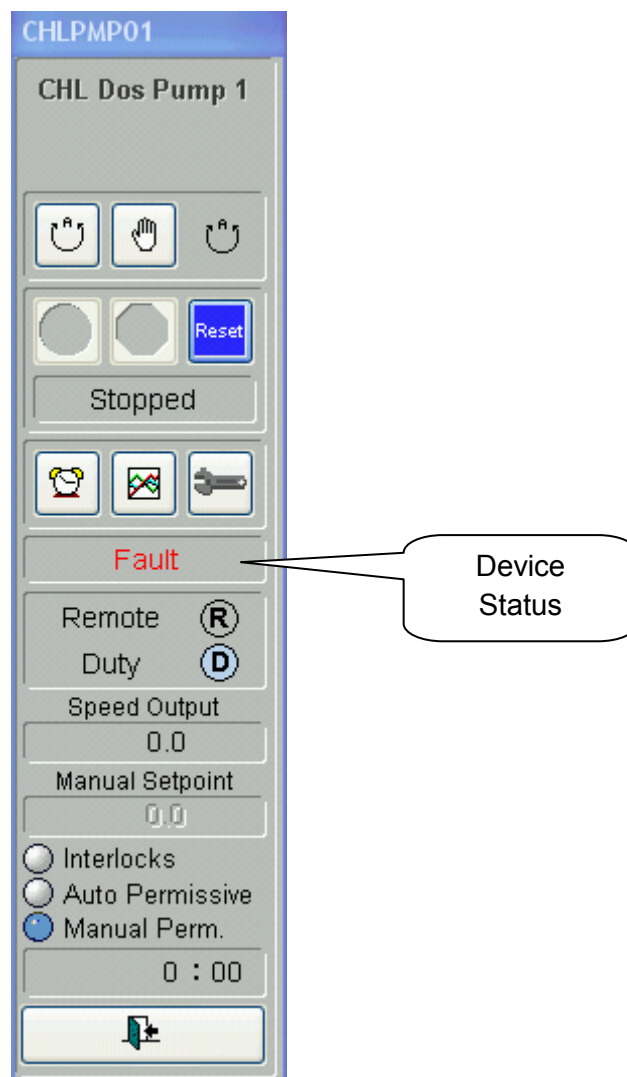 CHLPMP01
CHL Dos Pump 1
A A
Reset
Stopped
Fault
Device
Status
Remote R
Duty D
Speed Output
0.0
Manual Setpoint
0.0
Interlocks
Auto Permissive
Manual Perm.
0 : 00